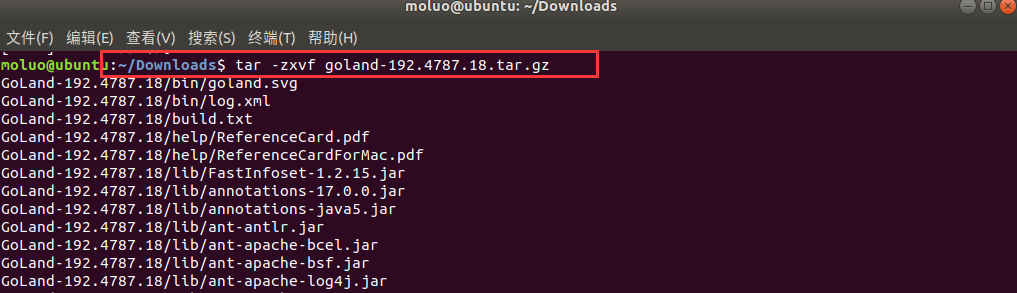 moluo@ubuntu: ~/Downloads
文件(F) 编辑(E) 查看(V) 搜索(S) 终端(T) 帮助(H)
moluo@ubuntu:~/Downloads$ tar -zxvf goland-192.4787.18.tar.gz
GoLand-192.4787.18/bin/goland.svg
GoLand-192.4787.18/bin/log.xml
GoLand-192.4787.18/build.txt
GoLand-192.4787.18/help/ReferenceCard.pdf
GoLand-192.4787.18/help/ReferenceCardForMac.pdf
GoLand-192.4787.18/lib/FastInfoset-1.2.15.jar
GoLand-192.4787.18/lib/annotations-17.0.0.jar
GoLand-192.4787.18/lib/annotations-java5.jar
GoLand-192.4787.18/lib/ant-antlr.jar
GoLand-192.4787.18/lib/ant-apache-bcel.jar
GoLand-192.4787.18/lib/ant-apache-bsf.jar
GoLand-192.4787.18/lib/ant-apache-log4j.jar